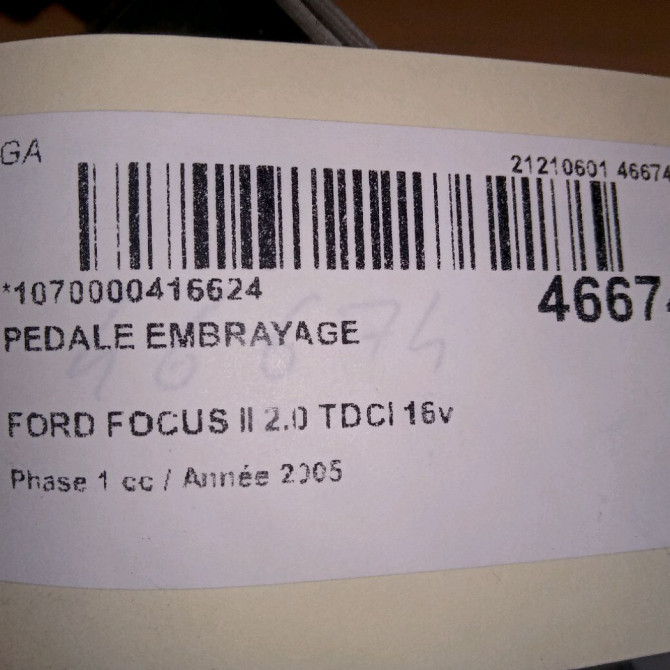 GA
21210601 46674
*1070000416624
46674
PEDALE EMBRAYAGE
46674
FORD FOCUS II 2.0 TDCI 16v
Phase 1 cc / Année 2005